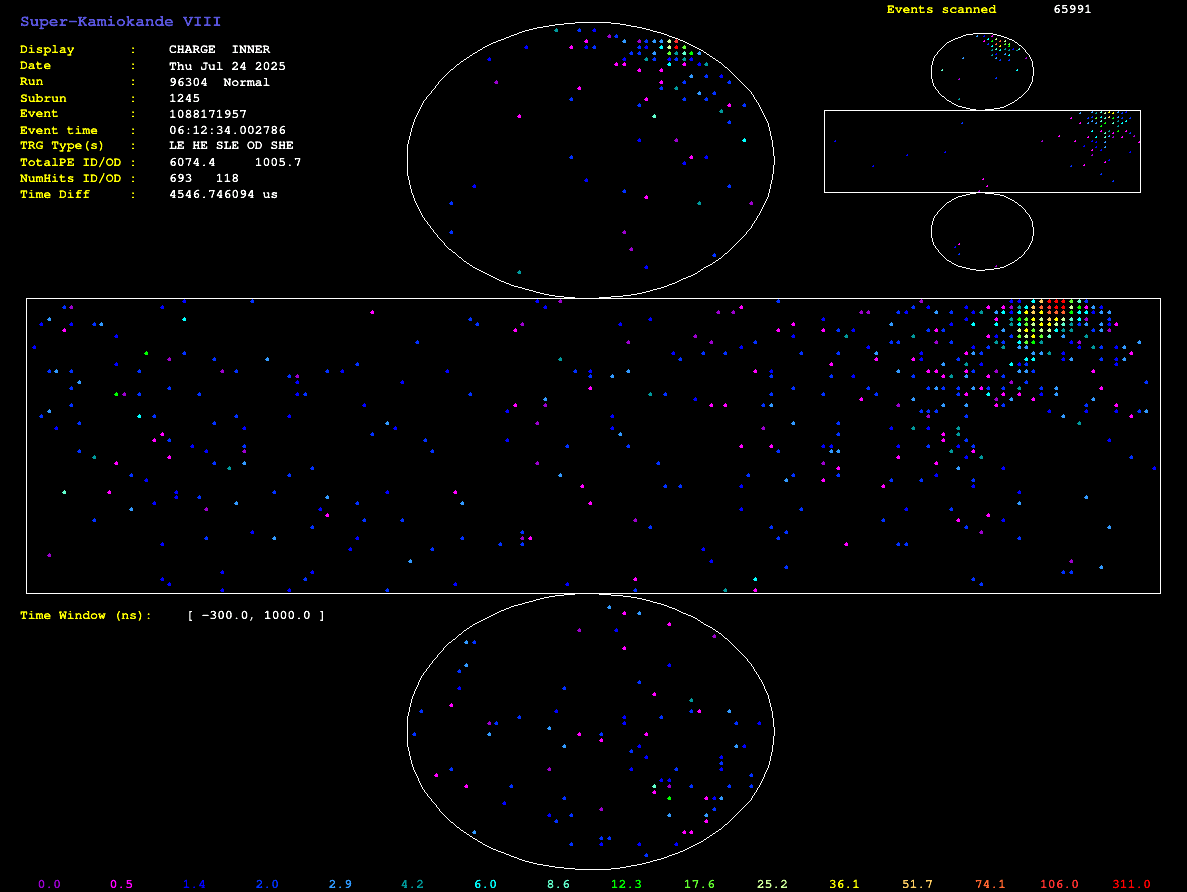 Super-Kamiokande VIII
Events scanned 65991
Display : CHARGE INNER
Date : Thu Jul 24 2025
Run : 96304 Normal
Subrun : 1245
Event : 1088171957
Event time : 06:12:34.002786
TRG Type(s) : LE HE SLE OD SHE
TotalPE ID/OD : 6074.4 1005.7
NumHits ID/OD : 693 118
Time Diff : 4546.746094 us
Time Window (ns): [ -300.0, 1000.0 ]
0.0 0.5 1.4 2.0 2.9 4.2 6.0 8.6 12.3 17.6 25.2 36.1 51.7 74.1 106.0 311.0